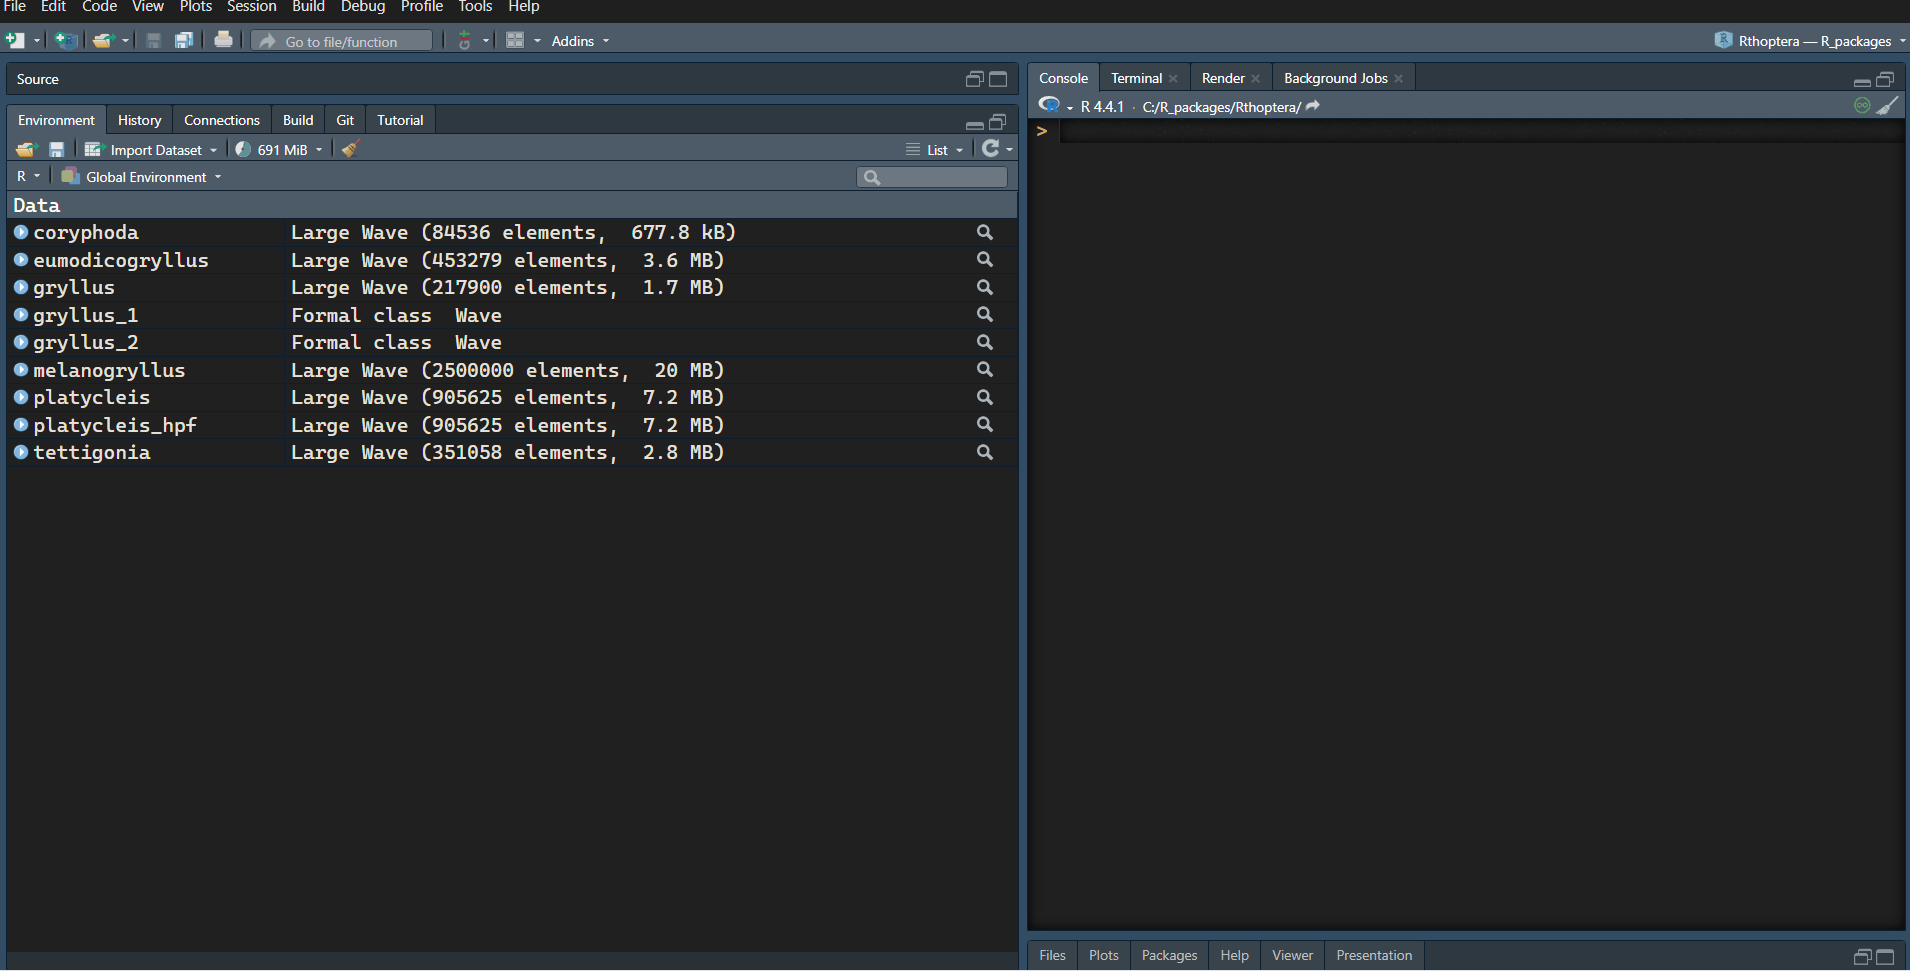 File Edit Code View Plots Session Build Debug Profile Tools Help
Go to file/function Addins Rthoptera — R_packages
Source
Environment History Connections Build Git Tutorial
Import Dataset 691 MiB List
R Global Environment
Data
coryphoda Large Wave (84536 elements, 677.8 kB)
eumodicogryllus Large Wave (453279 elements, 3.6 MB)
gryllus Large Wave (217900 elements, 1.7 MB)
gryllus_1 Formal class Wave
gryllus_2 Formal class Wave
melanogryllus Large Wave (2500000 elements, 20 MB)
platycleis Large Wave (905625 elements, 7.2 MB)
platycleis_hpf Large Wave (905625 elements, 7.2 MB)
tettigonia Large Wave (351058 elements, 2.8 MB)
Console Terminal Render Background Jobs
R 4.4.1 · C:/R_packages/Rthoptera/
>
Files Plots Packages Help Viewer Presentation